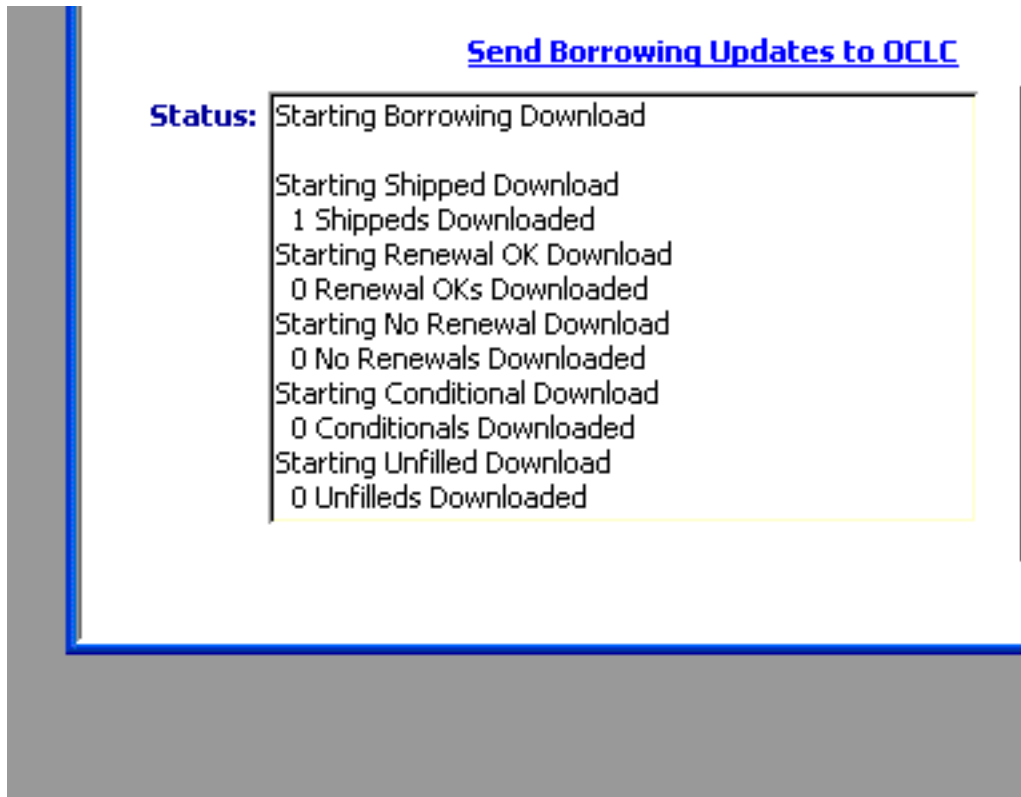 Send Borrowing Updates to OCLC
Status: Starting Borrowing Download
Starting Shipped Download
1 Shippeds Downloaded
Starting Renewal OK Download
0 Renewal OKs Downloaded
Starting No Renewal Download
0 No Renewals Downloaded
Starting Conditional Download
0 Conditionals Downloaded
Starting Unfilled Download
0 Unfilleds Downloaded